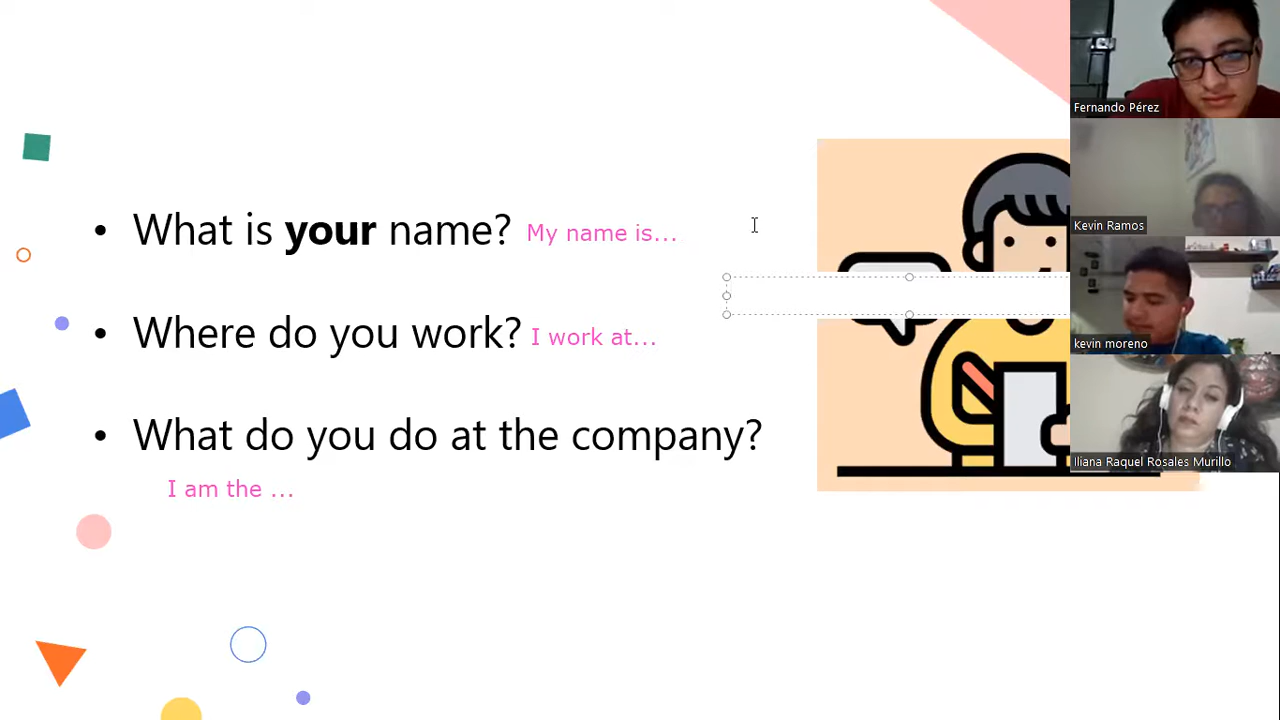 • What is your name? My name is...
• Where do you work? I work at...
• What do you do at the company?
I am the ...
Fernando Pérez
Kevin Ramos
kevin moreno
Iliana Raquel Rosales Murillo